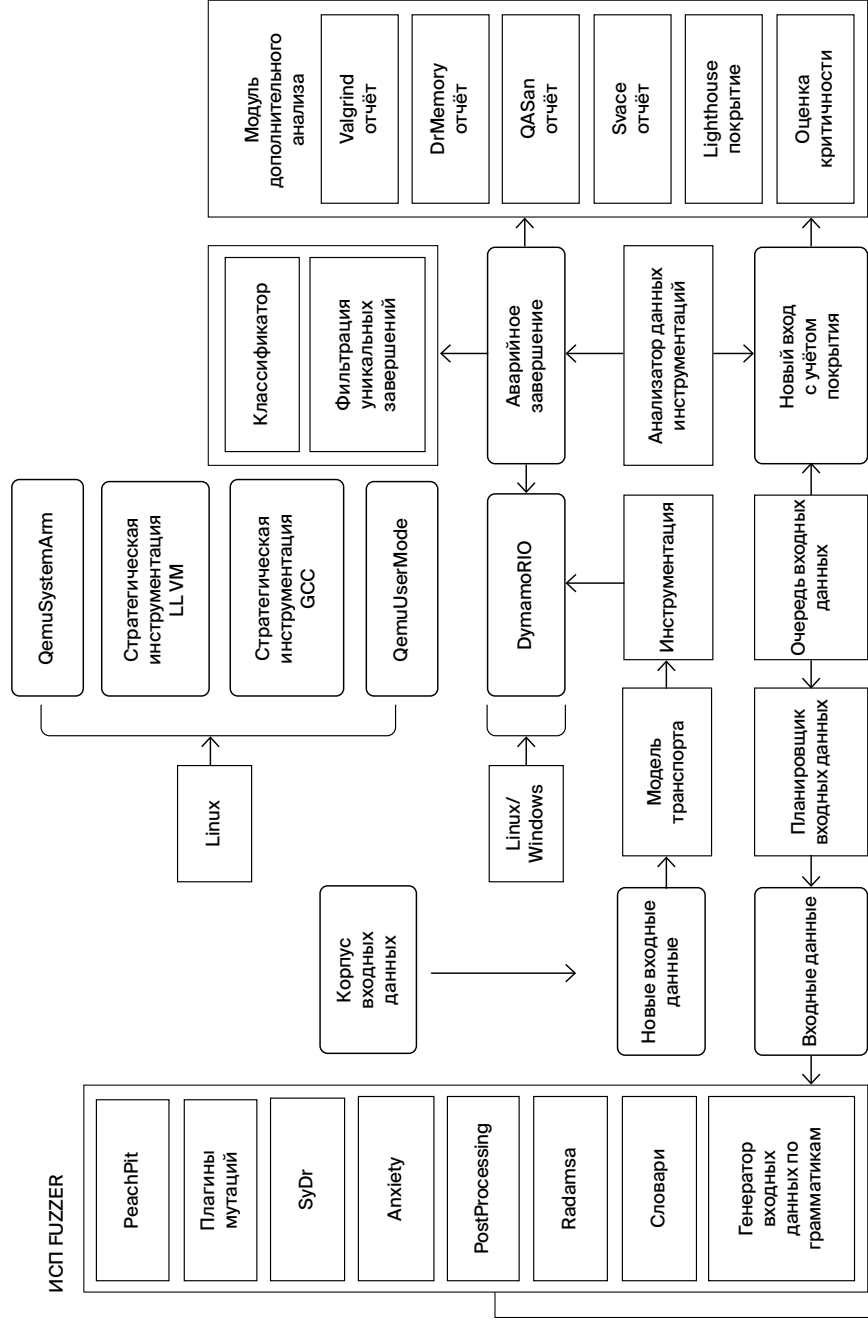 ИСП FUZZER
PeachPit
Плагины
мутаций
SyDr
Anxiety
PostProcessing
Radamsa
Словари
Генератор
входных
данных по
грамматикам
Корпус
входных
данных
Новые входные
данные
Входные данные
Linux
Linux/
Windows
Модель
транспорта
Планировщик
входных данных
QemuSystemArm
Стратегическая
инструментация
LL VM
Стратегическая
инструментация
GCC
QemuUserMode
DymamoRIO
Инструментация
Очередь входных
данных
Классификатор
Фильтрация
уникальных
завершений
Аварийное
завершение
Анализатор данных
инструментаций
Новый вход
с учётом
покрытия
Модуль
дополнительного
анализа
Valgrind
отчёт
DrMemory
отчёт
QASan
отчёт
Svace
отчёт
Lighthouse
покрытие
Оценка
критичности